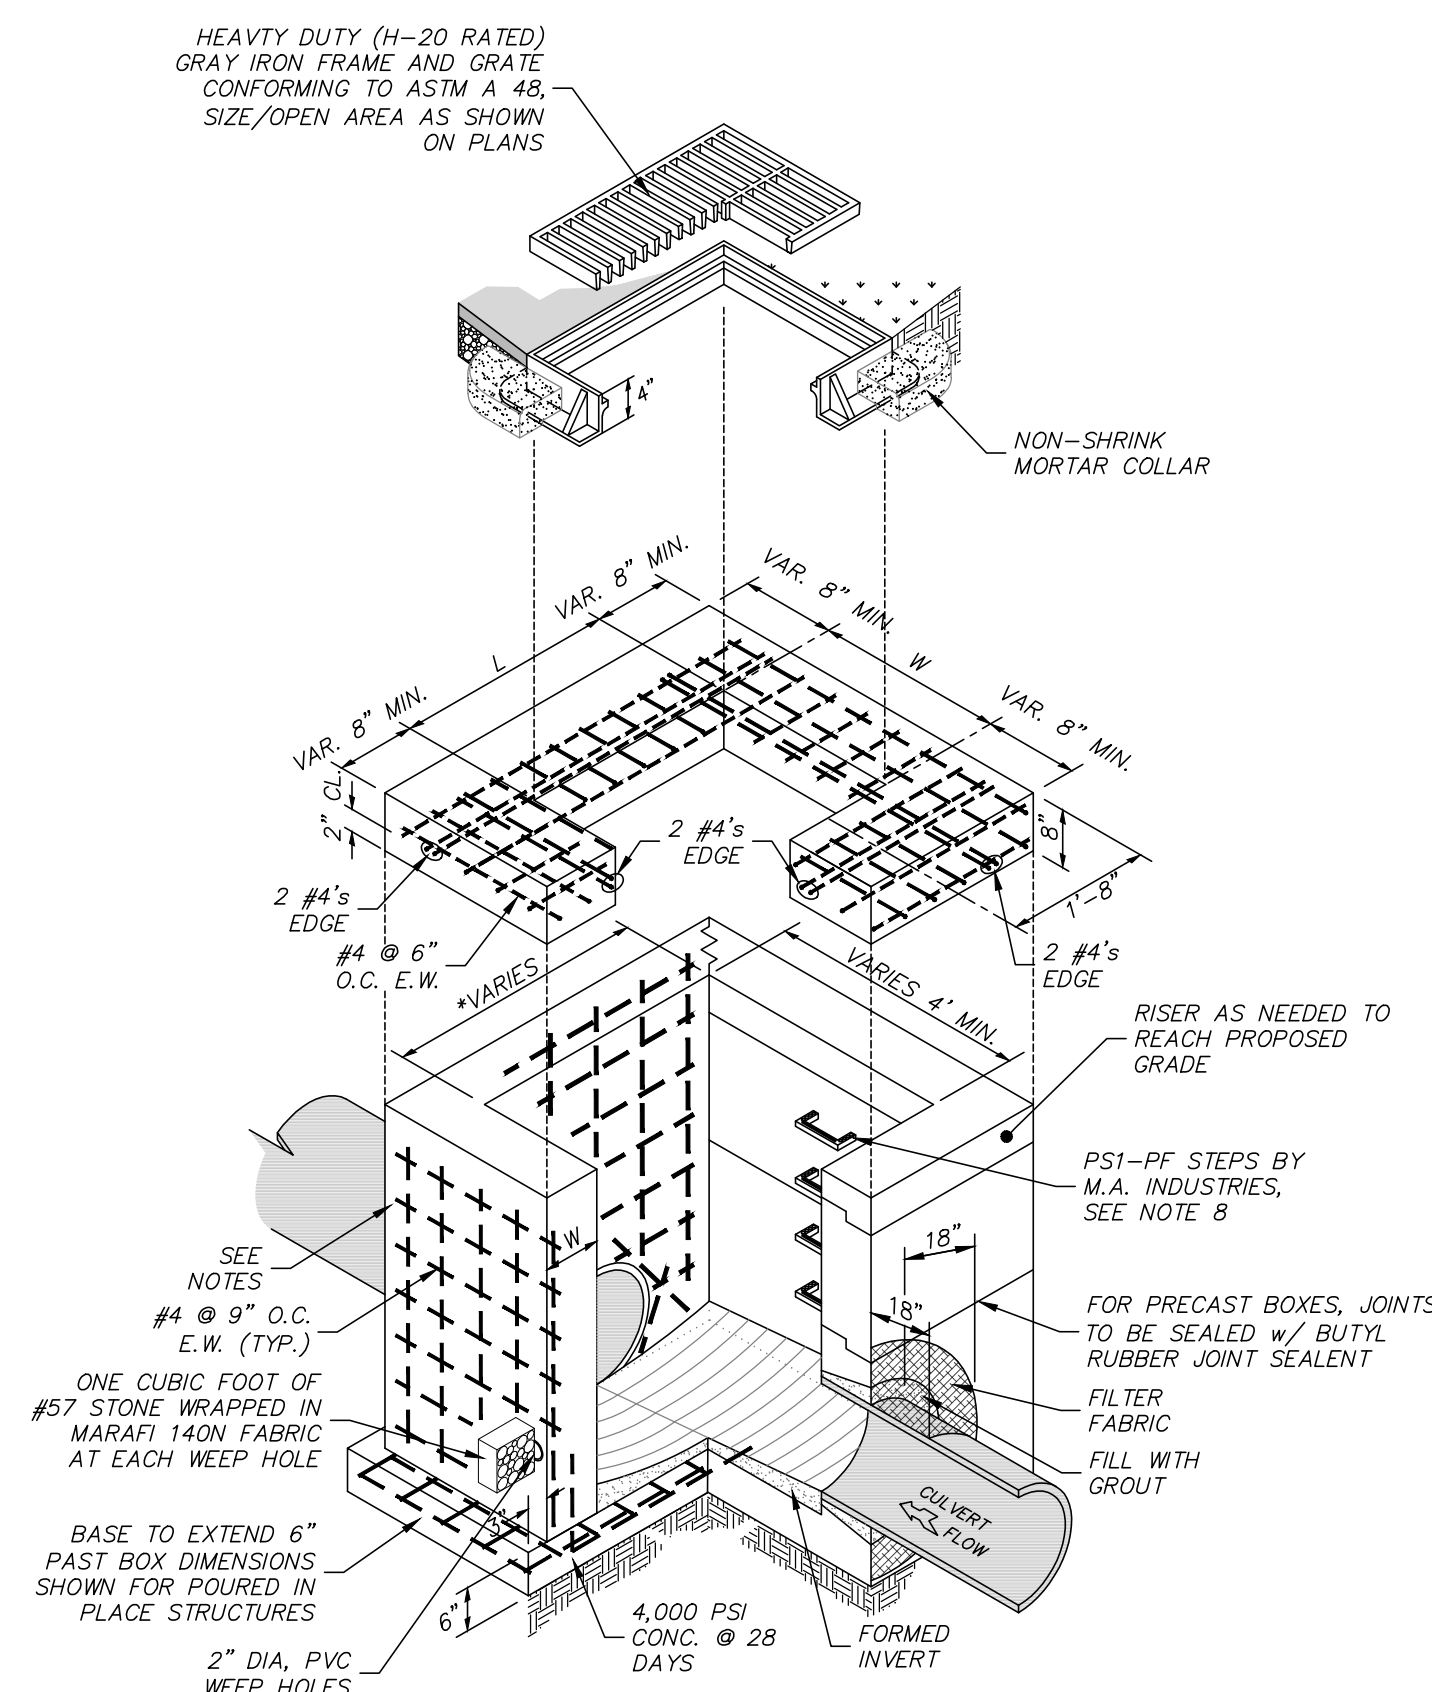 HEAVTY DUTY (H-20 RATED)
GRAY IRON FRAME AND GRATE
CONFORMING TO ASTM A 48,
SIZE/OPEN AREA AS SHOWN
ON PLANS
4"
NON-SHRINK
MORTAR COLLAR
VAR. 8" MIN.
L
VAR. 8" MIN.
VAR. 8" MIN.
W
VAR. 8" MIN.
2" CL.
8"
1'-8"
2 #4's
EDGE
2 #4's
EDGE
#4 @ 6"
O.C. E.W.
2 #4's
EDGE
*VARIES
VARIES 4' MIN.
RISER AS NEEDED TO
REACH PROPOSED
GRADE
PS1-PF STEPS BY
M.A. INDUSTRIES,
SEE NOTE 8
W
18"
18"
SEE
NOTES
#4 @ 9" O.C.
E.W. (TYP.)
FOR PRECAST BOXES, JOINTS
TO BE SEALED w/ BUTYL
RUBBER JOINT SEALENT
ONE CUBIC FOOT OF
#57 STONE WRAPPED IN
MARAFI 140N FABRIC
AT EACH WEEP HOLE
FILTER
FABRIC
FILL WITH
GROUT
CULVERT
FLOW
3"
BASE TO EXTEND 6"
PAST BOX DIMENSIONS
SHOWN FOR POURED IN
PLACE STRUCTURES
6"
4,000 PSI
CONC. @ 28
DAYS
FORMED
INVERT
2" DIA, PVC
WEEP HOLES